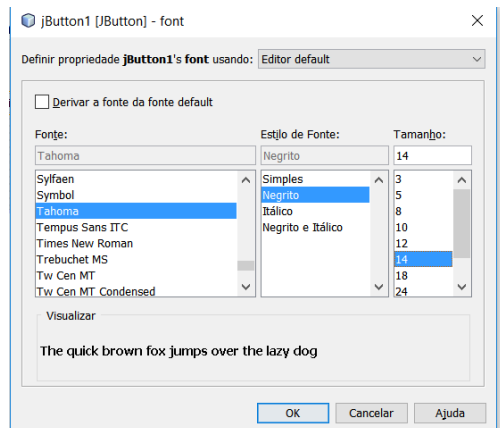 jButton1 [JButton] - font
Definir propriedade jButton1's font usando: Editor default
Derivar a fonte da fonte default
Fonte: Estilo de Fonte: Tamanho:
Tahoma Negrito 14
Sylfaen Simples 3
Symbol Negrito 5
Tahoma Itálico 8
Tempus Sans ITC Negrito e Itálico 10
Times New Roman 12
Trebuchet MS 14
Tw Cen MT 18
Tw Cen MT Condensed 24
Visualizar
The quick brown fox jumps over the lazy dog
OK Cancelar Ajuda